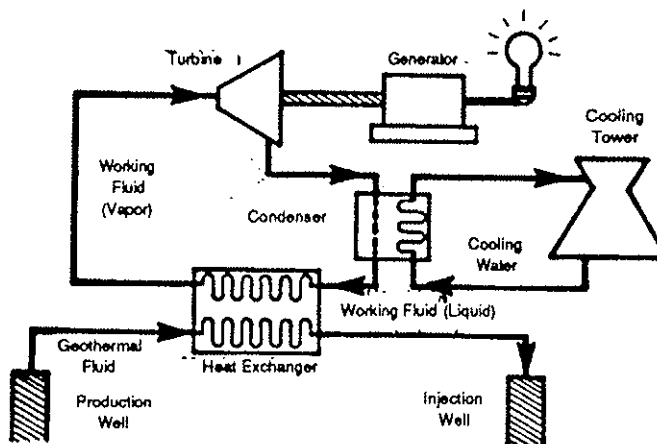 Turbine
Generator
Cooling
Tower
Working
Fluid
(Vapor)
Condenser
Cooling
Water
Working Fluid (Liquid)
Geothermal
Fluid
Heat Exchanger
Production
Well
Injection
Well